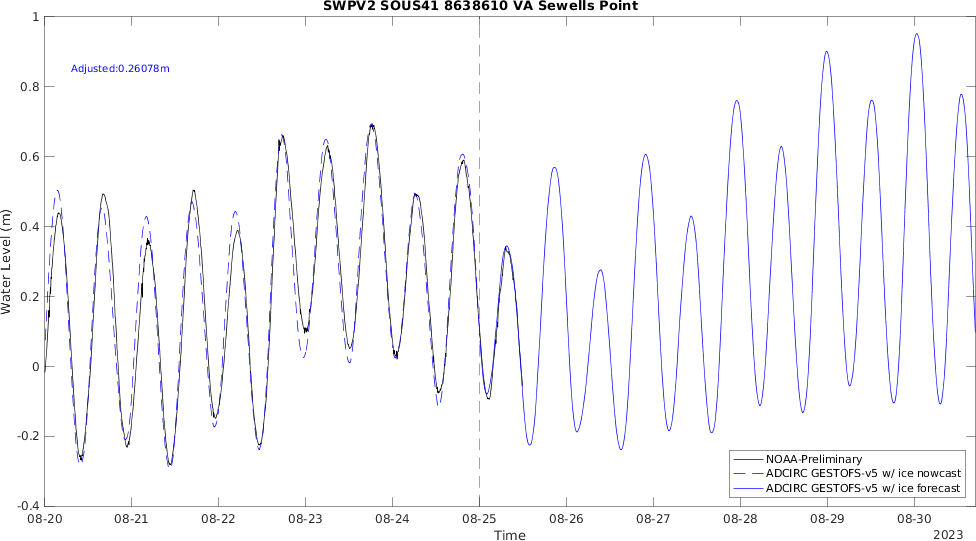 SWPV2 SOUS41 8638610 VA Sewells Point
1
0.8
0.6
0.4
0.2
0
-0.2
-0.4
Water Level (m)
Adjusted:0.26078m
NOAA-Preliminary
ADCIRC GESTOFS-v5 w/ ice nowcast
ADCIRC GESTOFS-v5 w/ ice forecast
08-20 08-21 08-22 08-23 08-24 08-25 08-26 08-27 08-28 08-29 08-30
Time
2023